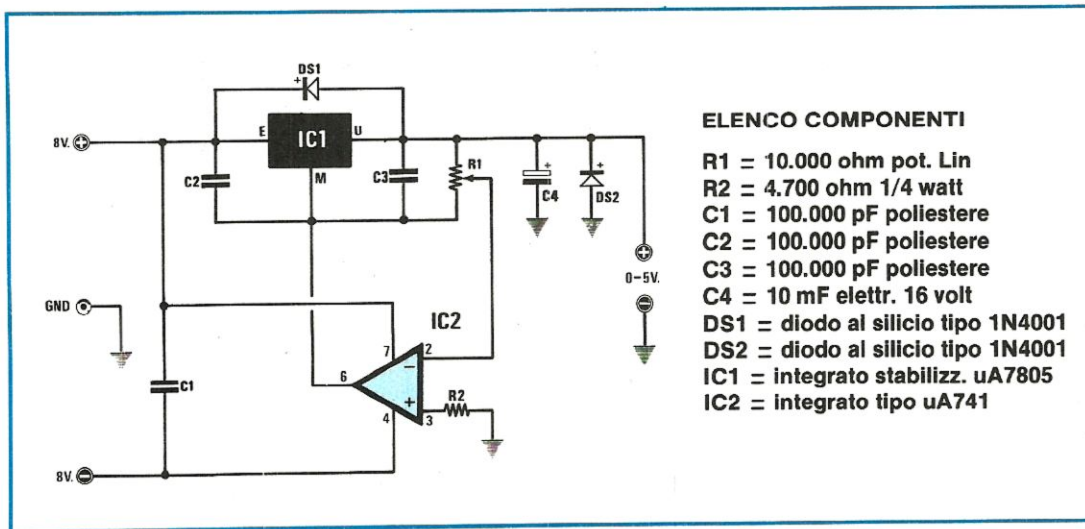 DS1
+
8V.
E
IC1
U
R1
C2
M
C3
+
C4
+
DS2
0-5V.
GND
IC2
7
2
6
C1
4
3
R2
8V.
ELENCO COMPONENTI
R1 = 10.000 ohm pot. Lin
R2 = 4.700 ohm 1/4 watt
C1 = 100.000 pF poliestere
C2 = 100.000 pF poliestere
C3 = 100.000 pF poliestere
C4 = 10 mF elettr. 16 volt
DS1 = diodo al silicio tipo 1N4001
DS2 = diodo al silicio tipo 1N4001
IC1 = integrato stabilizz. uA7805
IC2 = integrato tipo uA741